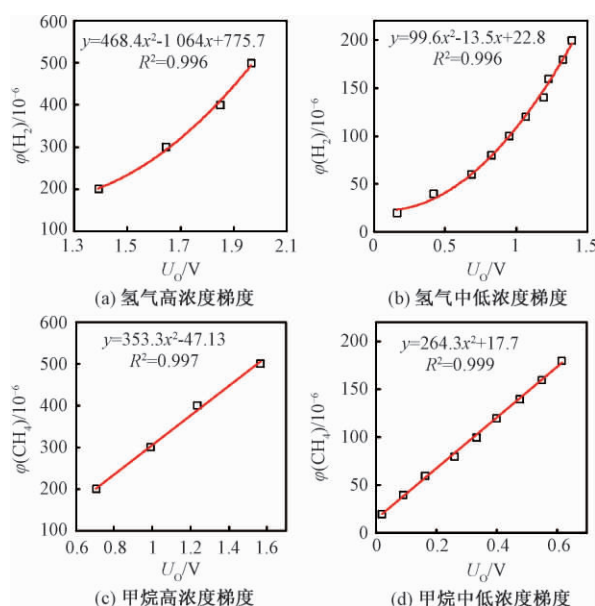 600
500
400
300
200
100
φ(H₂)/10⁻⁶
y=468.4x²-1 064x+775.7
R²=0.996
1.3 1.5 1.7 1.9 2.1
U_O/V
(a) 氢气高浓度梯度
200
150
100
50
0
φ(H₂)/10⁻⁶
y=99.6x²-13.5x+22.8
R²=0.996
0 0.5 1 1.5
U_O/V
(b) 氢气中低浓度梯度
600
500
400
300
200
100
φ(CH₄)/10⁻⁶
y=353.3x²-47.13
R²=0.997
0.6 0.8 1 1.2 1.4 1.6
U_O/V
(c) 甲烷高浓度梯度
200
150
100
50
0
φ(CH₄)/10⁻⁶
y=264.3x²+17.7
R²=0.999
0 0.2 0.4 0.6
U_O/V
(d) 甲烷中低浓度梯度